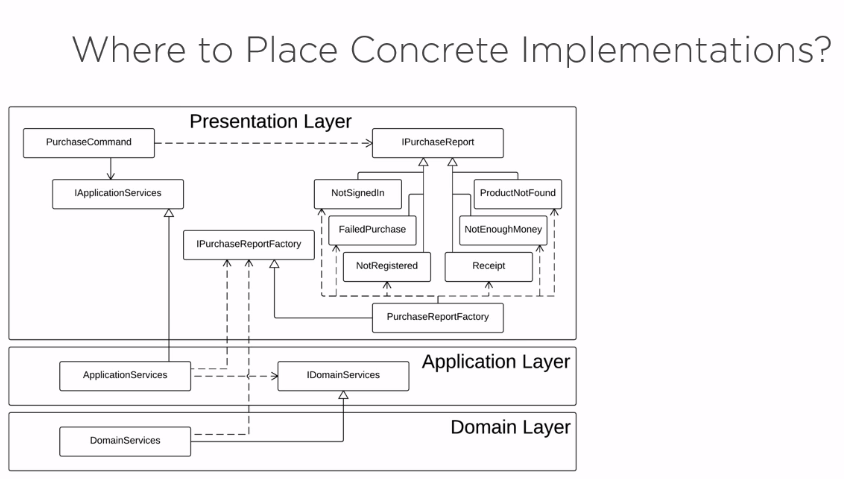 Where to Place Concrete Implementations?
Presentation Layer
PurchaseCommand
IPurchaseReport
IApplicationServices
NotSignedIn
ProductNotFound
FailedPurchase
NotEnoughMoney
IPurchaseReportFactory
NotRegistered
Receipt
PurchaseReportFactory
Application Layer
ApplicationServices
IDomainServices
Domain Layer
DomainServices